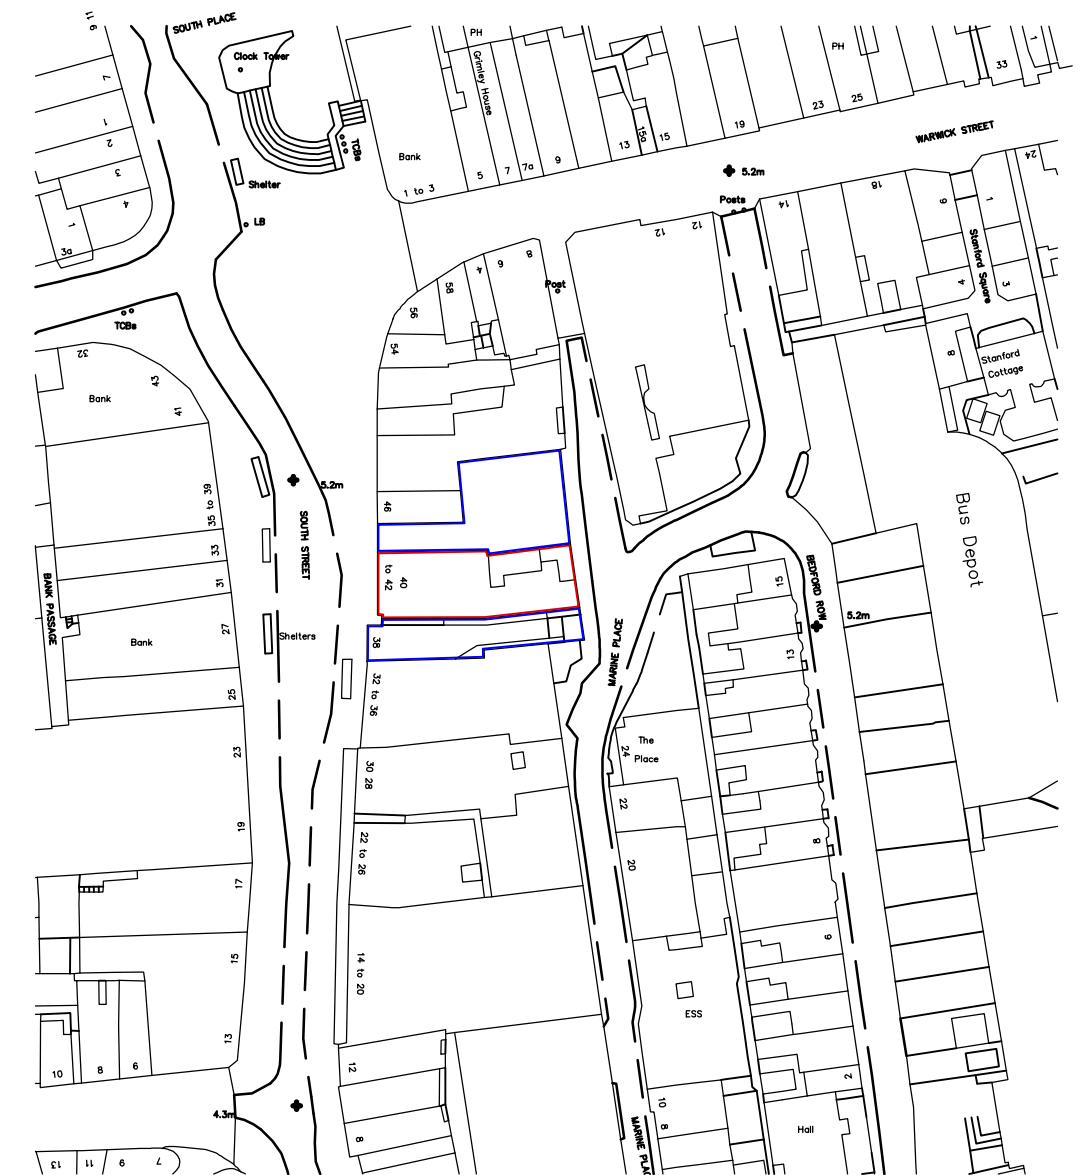 SOUTH PLACE
9 11
PH
PH
1
Clock Tower
33
7
Grimley House
23
25
1
19
15a
15
WARWICK STREET
2
TCBs
13
24
Bank
9
3
7a
5.2m
7
5
Shelter
1 to 3
18
4
Posts
14
6
1
1
LB
12
12
3a
8
6
Stanford Square
4
Post
4
3
58
56
TCBs
32
54
8
Stanford
Cottage
43
Bank
41
5.2m
46
35 to 39
SOUTH STREET
Bus Depot
33
BANK PASSAGE
31
40
to 42
BEDFORD ROW
15
5.2m
27
Bank
Shelters
38
MARINE PLACE
13
32 to 36
25
The
Place
24
23
30 28
22
19
22 to 26
8
20
17
6
15
14 to 20
ESS
13
12
10
8
6
2
10
4.3m
8
8
Hall
MARINE PLAC
13
11
9
7